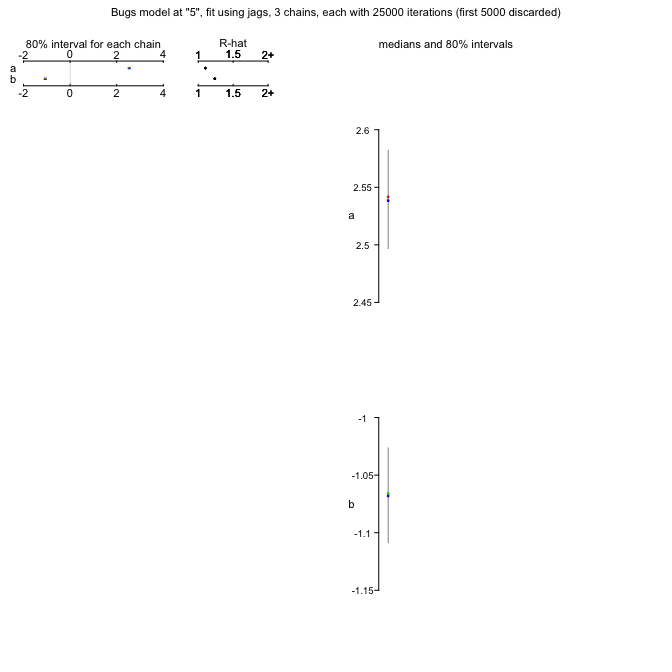 Bugs model at "5", fit using jags, 3 chains, each with 25000 iterations (first 5000 discarded)
80% interval for each chain R-hat medians and 80% intervals
-2 0 2 4 1 1.5 2+
a
b
-2 0 2 4 1 1.5 2+
2.6
2.55
a
2.5
2.45
-1
-1.05
b
-1.1
-1.15